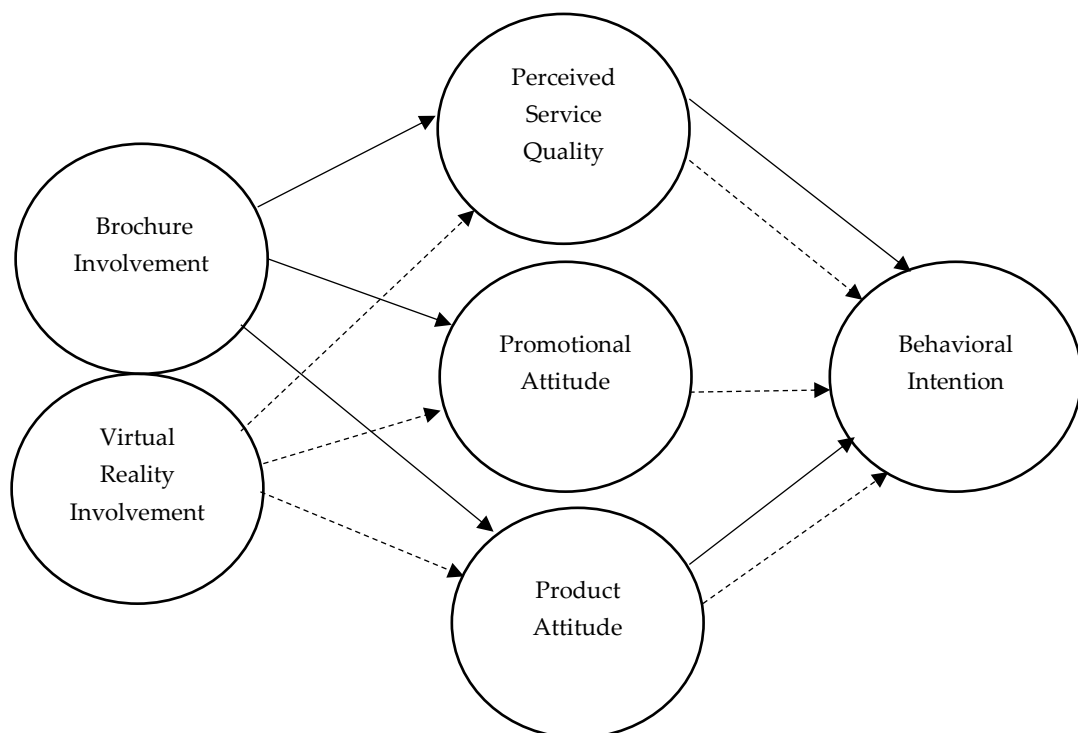 Perceived
Service
Quality
Brochure
Involvement
Promotional
Attitude
Behavioral
Intention
Virtual
Reality
Involvement
Product
Attitude